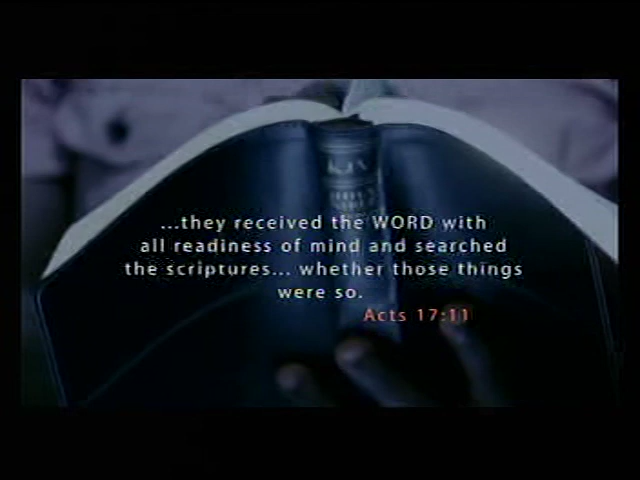 ...they received the WORD with
all readiness of mind and searched
the scriptures... whether those things
were so.
Acts 17:11